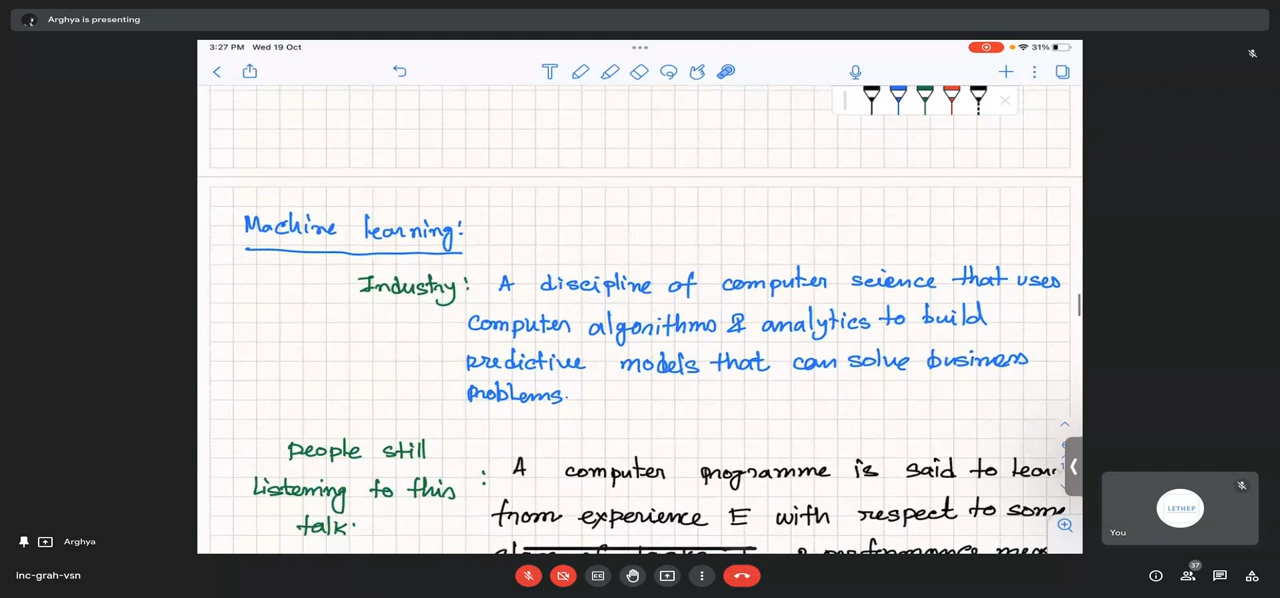 Arghya is presenting
3:27 PM Wed 19 Oct
31%
Machine Learning:
Industry: A discipline of computer science that uses
computer algorithms & analytics to build
predictive models that can solve business
problems.
People still
Listening to this
talk. :
A computer programme is said to lear
from experience E with respect to some
LETHEP
You
Arghya
inc-grah-vsn
37